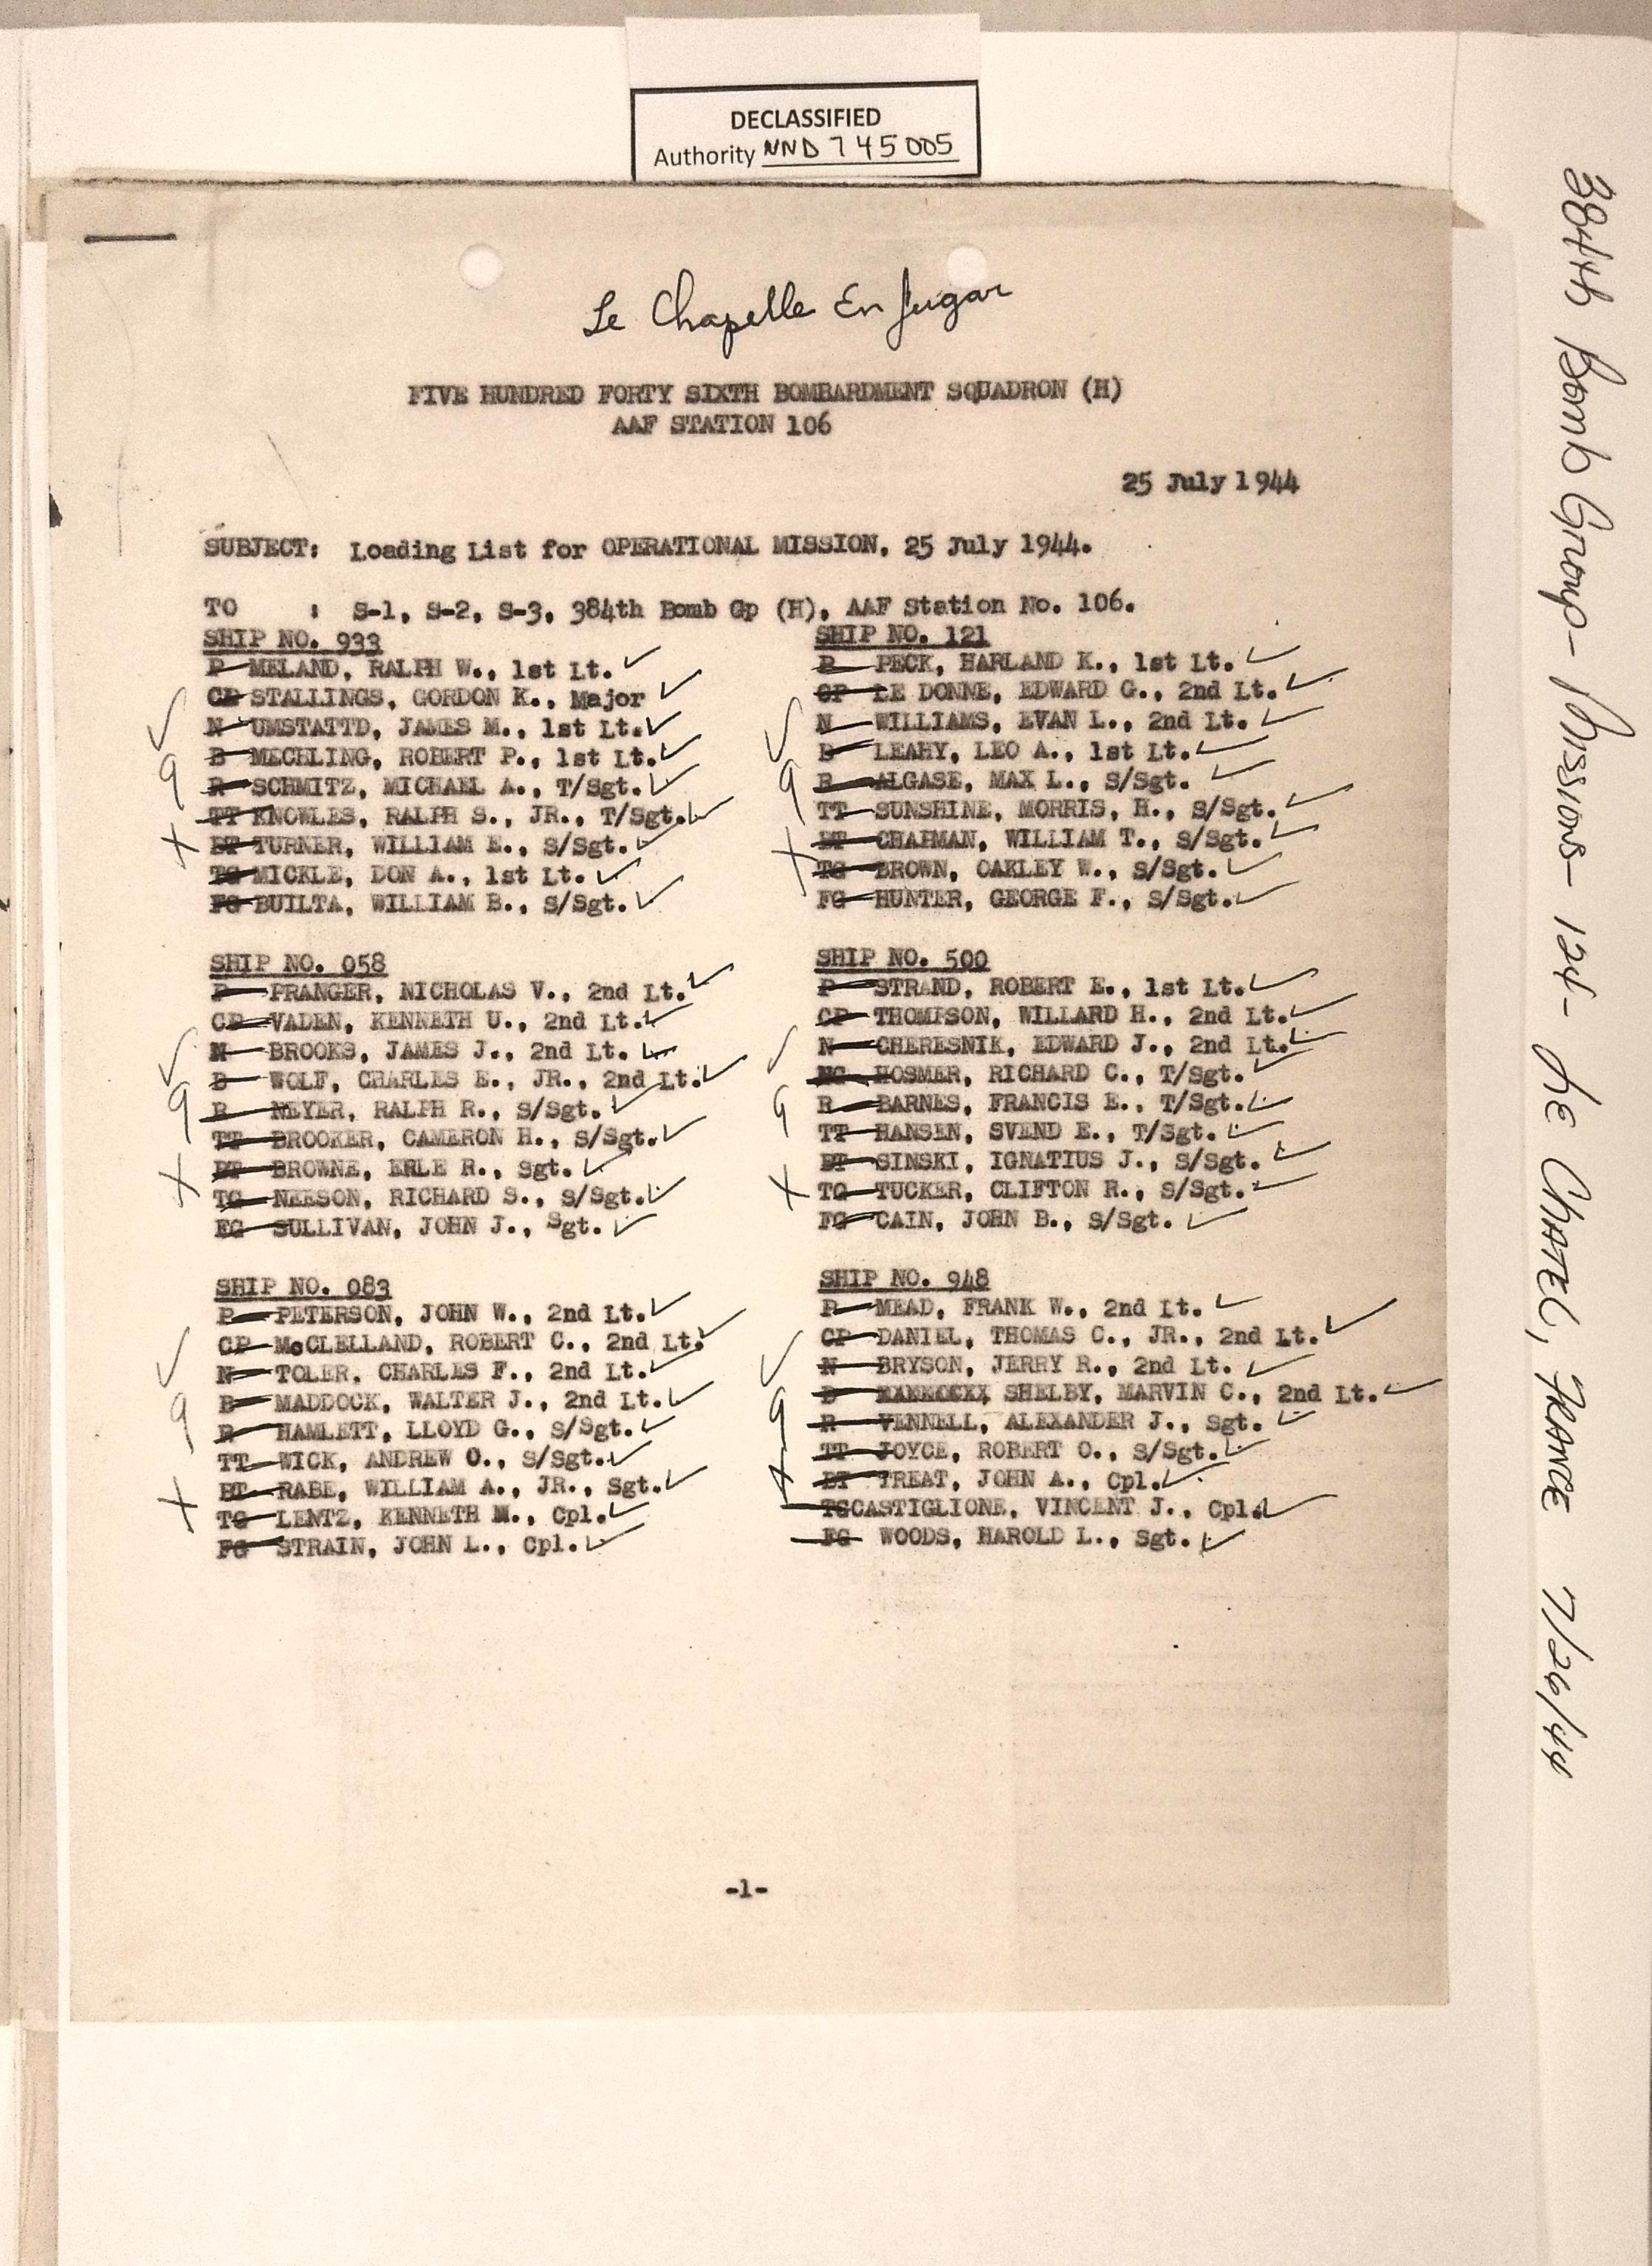 DECLASSIFIED
Authority NND 745005
Le Chapelle En Jugar
FIVE HUNDRED FORTY SIXTH BOMBARDMENT SQUADRON (H)
AAF STATION 106
25 July 1944
SUBJECT: Loading List for OPERATIONAL MISSION, 25 July 1944.
TO : S-1, S-2, S-3, 384th Bomb Gp (H), AAF Station No. 106.
SHIP NO. 933
P MELAND, RALPH W., 1st Lt.
CP STALLINGS, GORDON K., Major
N UMSTATTD, JAMES M., 1st Lt.
B MECHLING, ROBERT P., 1st Lt.
R SCHMITZ, MICHAEL A., T/Sgt.
TT KNOWLES, RALPH S., JR., T/Sgt.
BT TURNER, WILLIAM E., S/Sgt.
TG MICKLE, DON A., 1st Lt.
FG BUILTA, WILLIAM B., S/Sgt.
9
SHIP NO. 121
P PECK, HARLAND K., 1st Lt.
CP LE DONNE, EDWARD G., 2nd Lt.
N WILLIAMS, EVAN L., 2nd Lt.
B LEAHY, LEO A., 1st Lt.
R ALGASE, MAX L., S/Sgt.
TT SUNSHINE, MORRIS, H., S/Sgt.
BT CHAPMAN, WILLIAM T., S/Sgt.
TG BROWN, OAKLEY W., S/Sgt.
FG HUNTER, GEORGE F., S/Sgt.
9
SHIP NO. 058
P PRANGER, NICHOLAS V., 2nd Lt.
CP VADEN, KENNETH U., 2nd Lt.
N BROOKS, JAMES J., 2nd Lt.
B WOLF, CHARLES E., JR., 2nd Lt.
R MEYER, RALPH R., S/Sgt.
TT BROOKER, CAMERON H., S/Sgt.
BT BROWNE, ERLE R., Sgt.
TG NEESON, RICHARD S., S/Sgt.
FG SULLIVAN, JOHN J., Sgt.
9
SHIP NO. 500
P STRAND, ROBERT E., 1st Lt.
CP THOMPSON, WILLARD H., 2nd Lt.
N CHERESNIK, EDWARD J., 2nd Lt.
NG HOSMER, RICHARD C., T/Sgt.
R BARNES, FRANCIS E., T/Sgt.
TT HANSEN, SVEND E., T/Sgt.
BT SINSKI, IGNATIUS J., S/Sgt.
TG TUCKER, CLIFTON R., S/Sgt.
FG CAIN, JOHN B., S/Sgt.
9
SHIP NO. 083
P PETERSON, JOHN W., 2nd Lt.
CP McCLELLAND, ROBERT C., 2nd Lt.
N TOLER, CHARLES F., 2nd Lt.
B MADDOCK, WALTER J., 2nd Lt.
R HAMLETT, LLOYD G., S/Sgt.
TT WICK, ANDREW O., S/Sgt.
BT RABE, WILLIAM A., JR., Sgt.
TG LENTZ, KENNETH M., Cpl.
FG STRAIN, JOHN L., Cpl.
9
SHIP NO. 948
P MEAD, FRANK W., 2nd Lt.
CP DANIEL, THOMAS C., JR., 2nd Lt.
N BRYSON, JERRY R., 2nd Lt.
B SHELBY, MARVIN C., 2nd Lt.
R VENNELL, ALEXANDER J., Sgt.
TT JOYCE, ROBERT O., S/Sgt.
BT TREAT, JOHN A., Cpl.
TG CASTIGLIONE, VINCENT J., Cpl.
FG WOODS, HAROLD L., Sgt.
9
-1-
384th Bomb Group - Mission - 124 - LE CHATEL, FRANCE 7/26/44